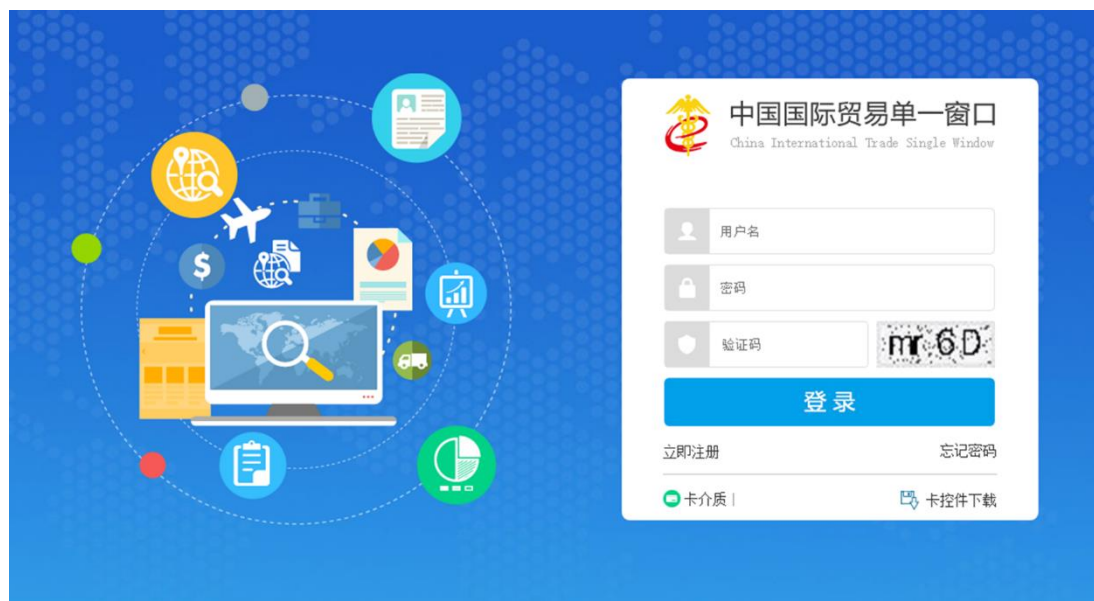 中国国际贸易单一窗口
China International Trade Single Window
用户名
密码
验证码 mr6D
登录
立即注册 忘记密码
卡介质 | 卡控件下载